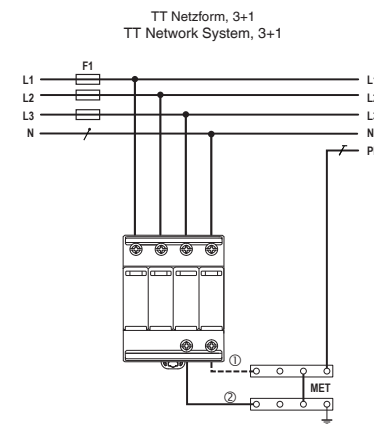 TT Netzform, 3+1
TT Network System, 3+1
F1
L1 L1
L2 L2
L3 L3
N N
P
①
MET
②